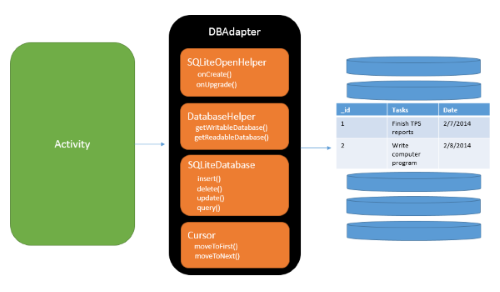 DBAdapter
SQLiteOpenHelper
onCreate()
onUpgrade()
DatabaseHelper
getWritableDatabase()
getReadableDatabase()
SQLiteDatabase
Insert()
delete()
update()
query()
Cursor
moveToFirst()
moveToNext()
Activity
_id Tasks Date
1 Finish TPS 2/7/2014
reports
2 Write 2/8/2014
computer
program